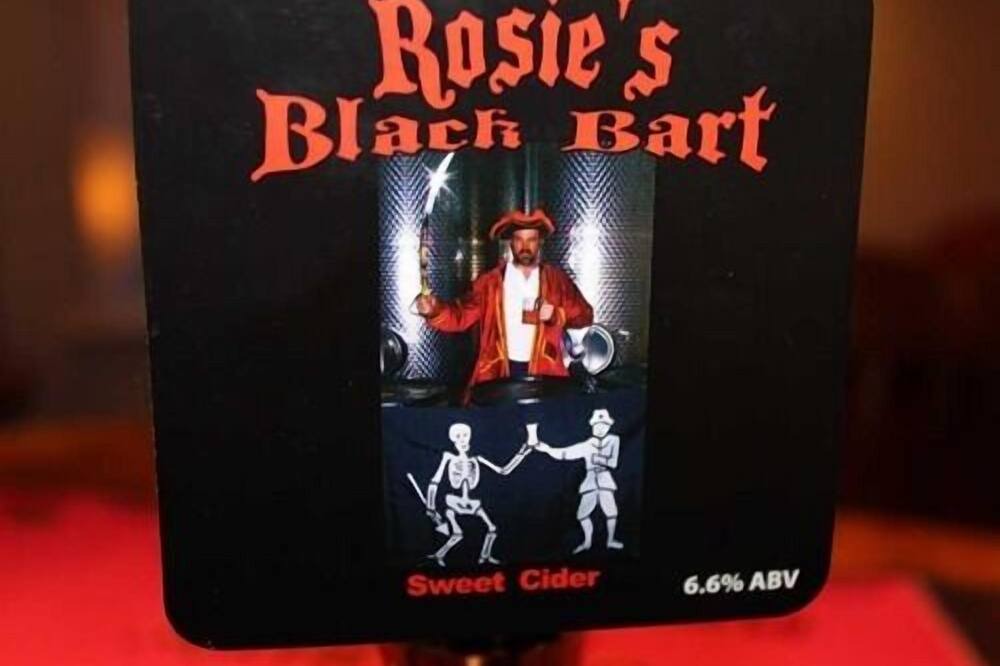 Rosie's
Black Bart
Sweet Cider
6.6% ABV